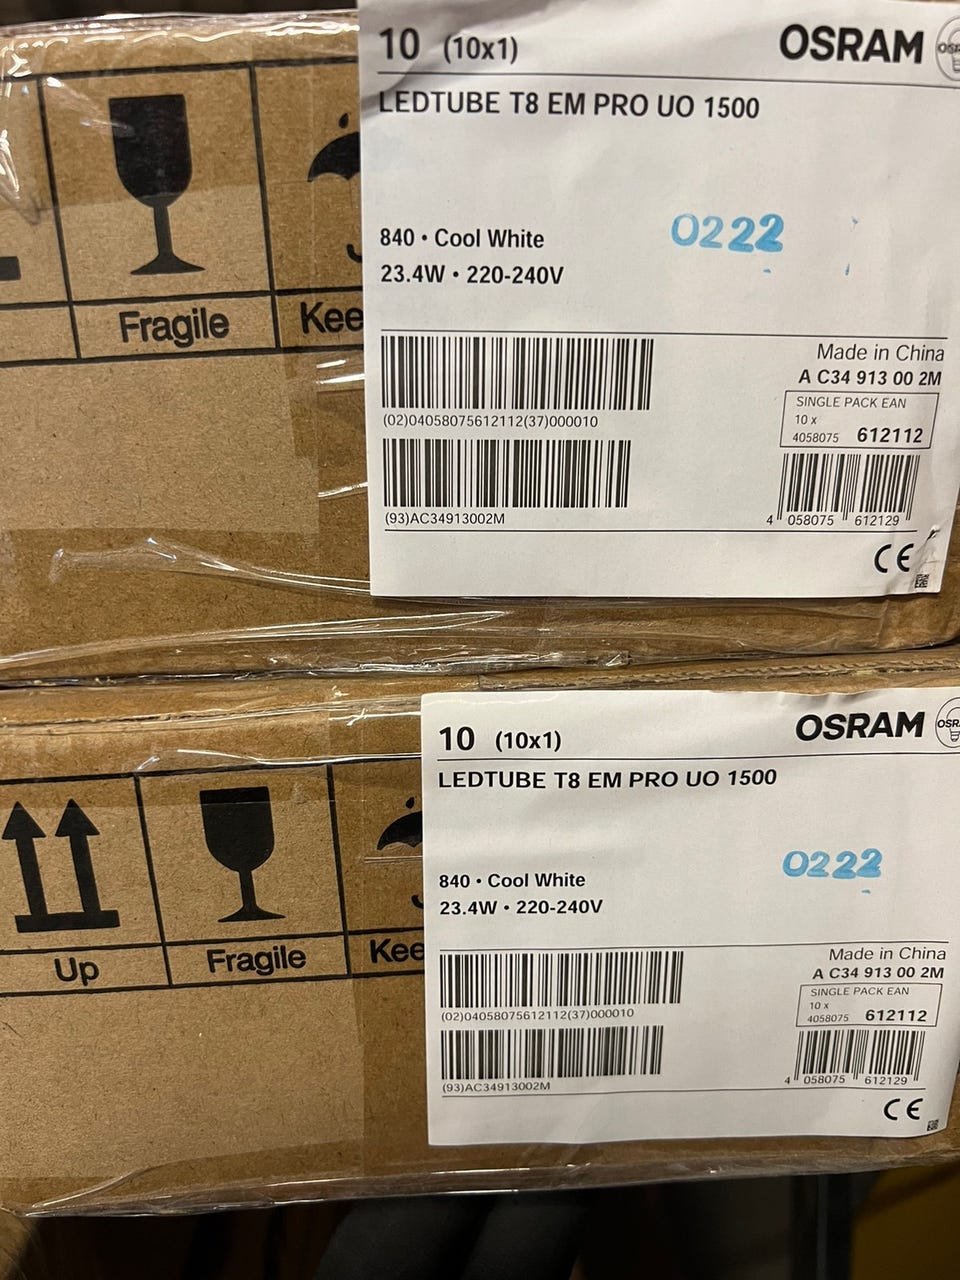 10 (10x1)
OSRAM
LEDTUBE T8 EM PRO UO 1500
0222
840 • Cool White
23.4W • 220-240V
Fragile
Kee
Made in China
A C34 913 00 2M
SINGLE PACK EAN
10 x
4058075 612112
(02)04058075612112(37)000010
(93)AC34913002M
4 058075 612129
CE
10 (10x1)
OSRAM
LEDTUBE T8 EM PRO UO 1500
0222
840 • Cool White
23.4W • 220-240V
Up
Fragile
Kee
Made in China
A C34 913 00 2M
SINGLE PACK EAN
10 x
4058075 612112
(02)04058075612112(37)000010
(93)AC34913002M
4 058075 612129
CE